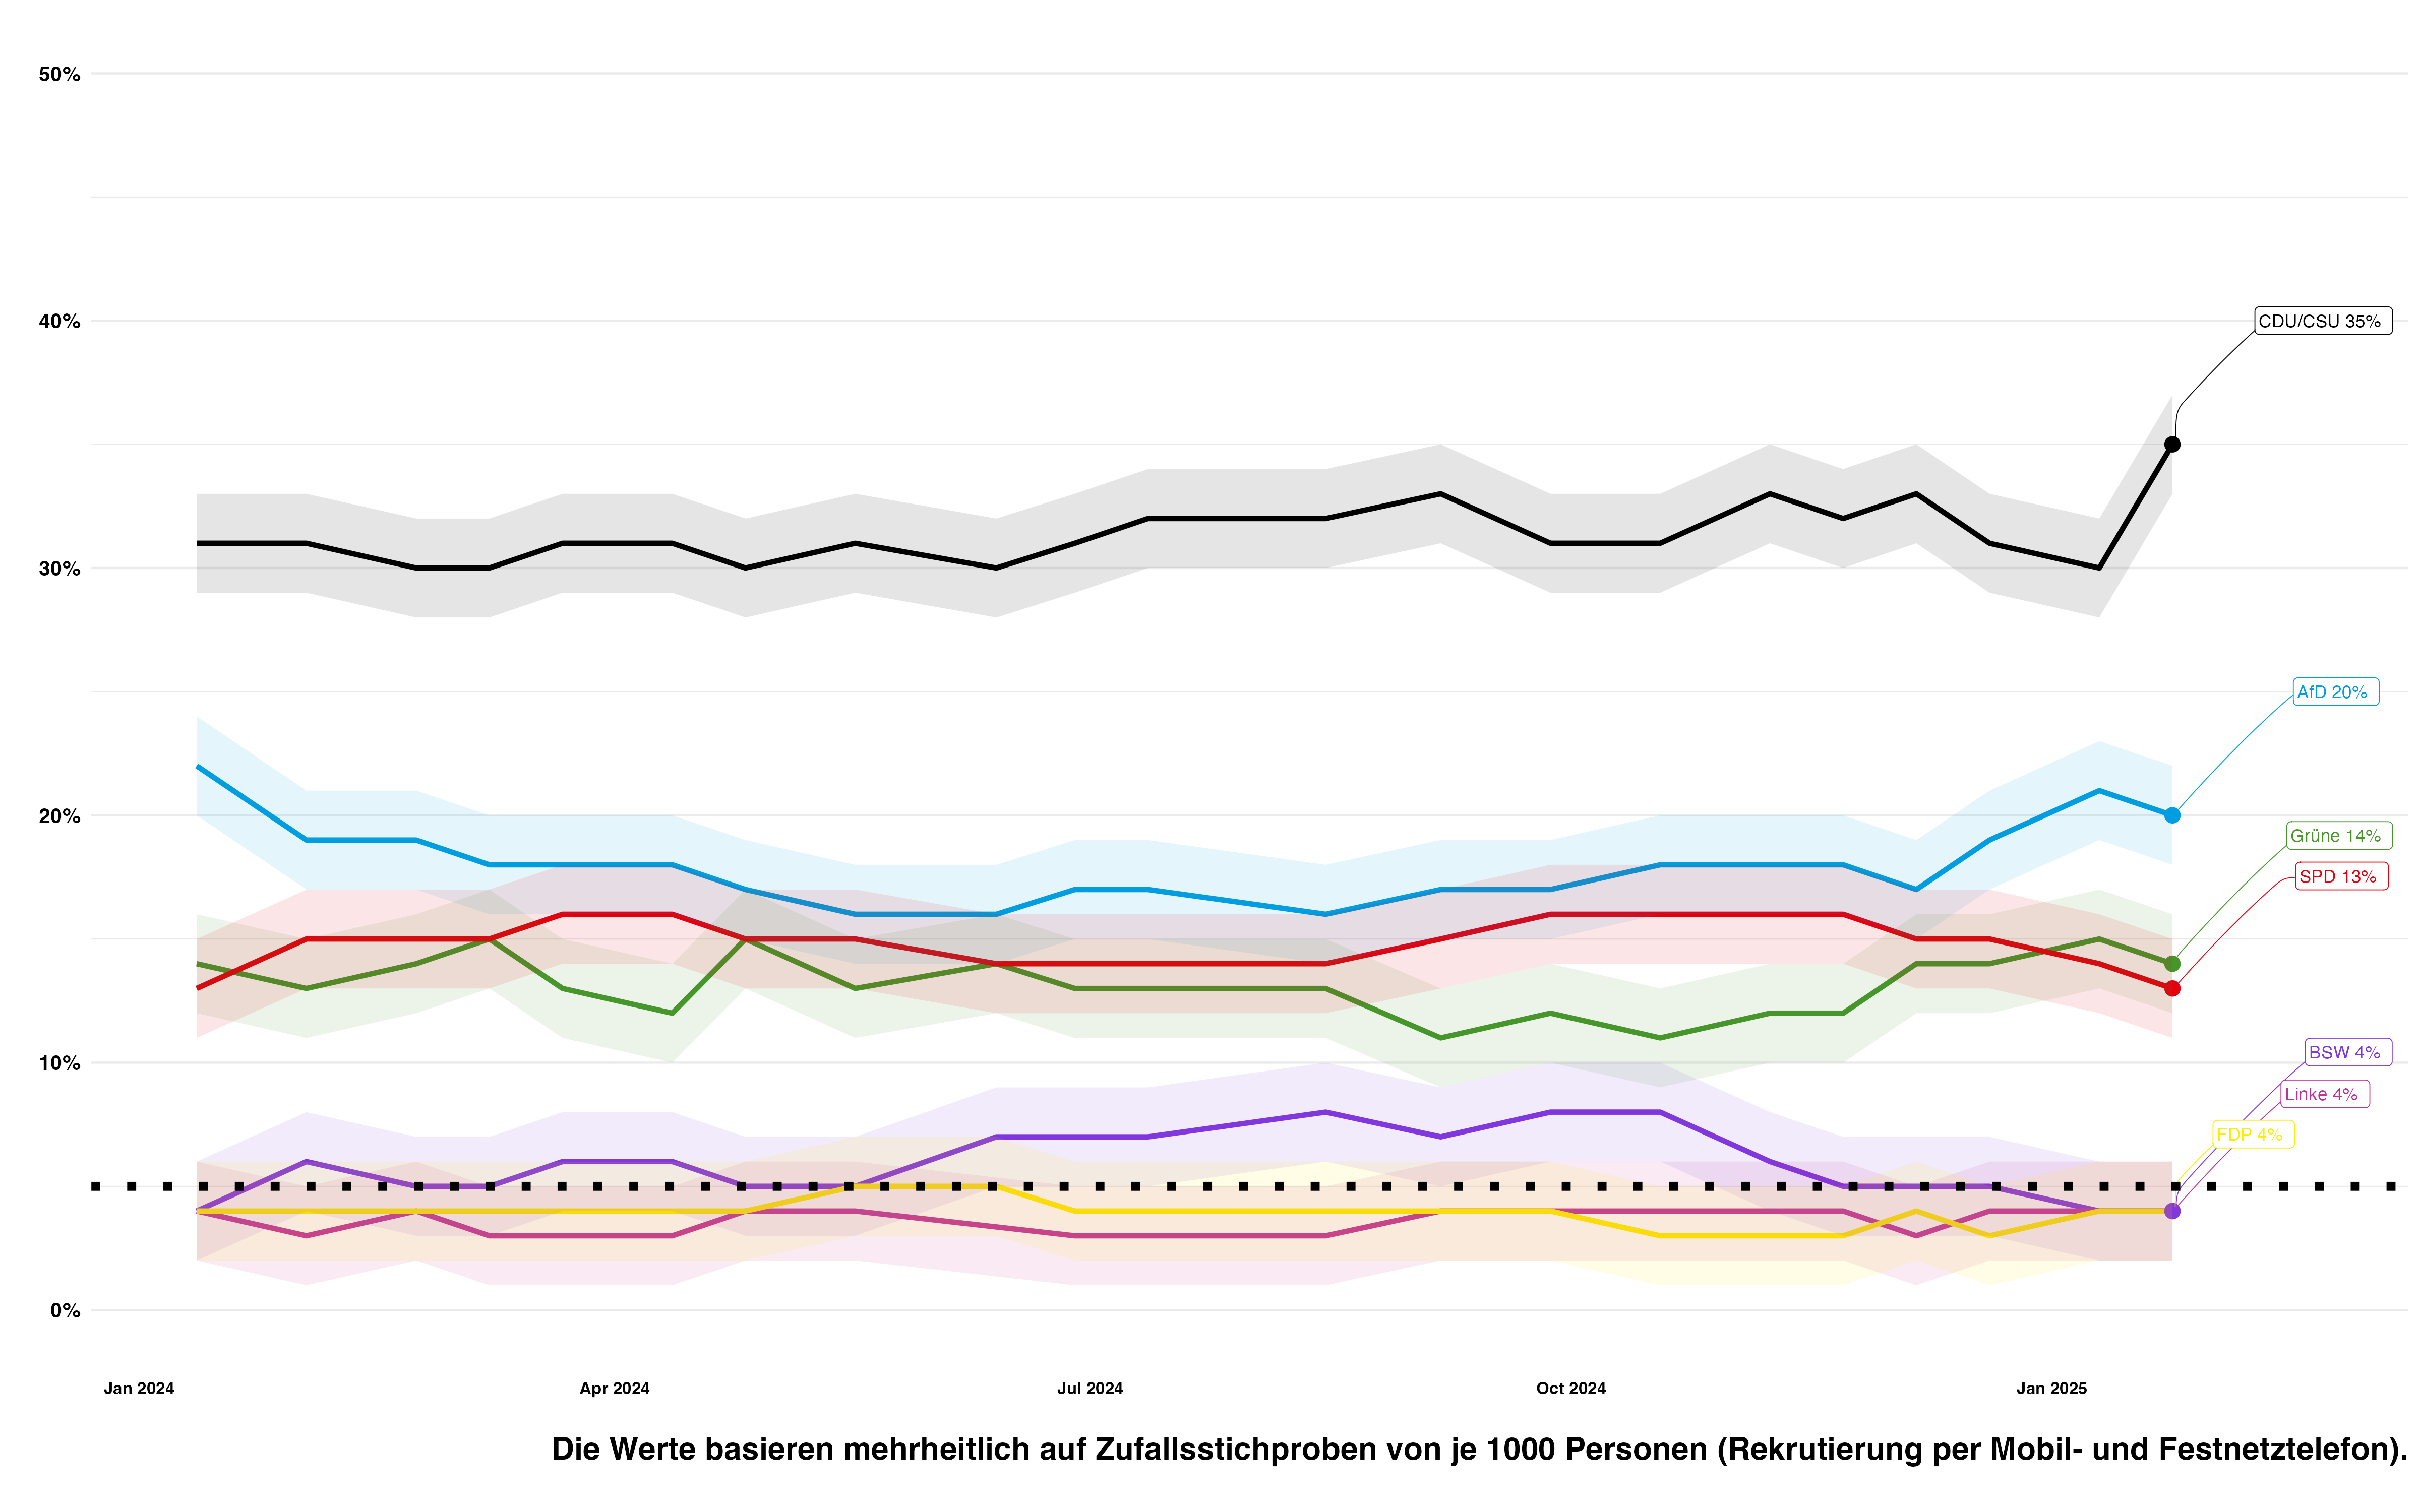 50%
40%
30%
20%
10%
0%
CDU/CSU 35%
AfD 20%
Grüne 14%
SPD 13%
BSW 4%
Linke 4%
FDP 4%
Jan 2024
Apr 2024
Jul 2024
Oct 2024
Jan 2025
Die Werte basieren mehrheitlich auf Zufallsstichproben von je 1000 Personen (Rekrutierung per Mobil- und Festnetztelefon).